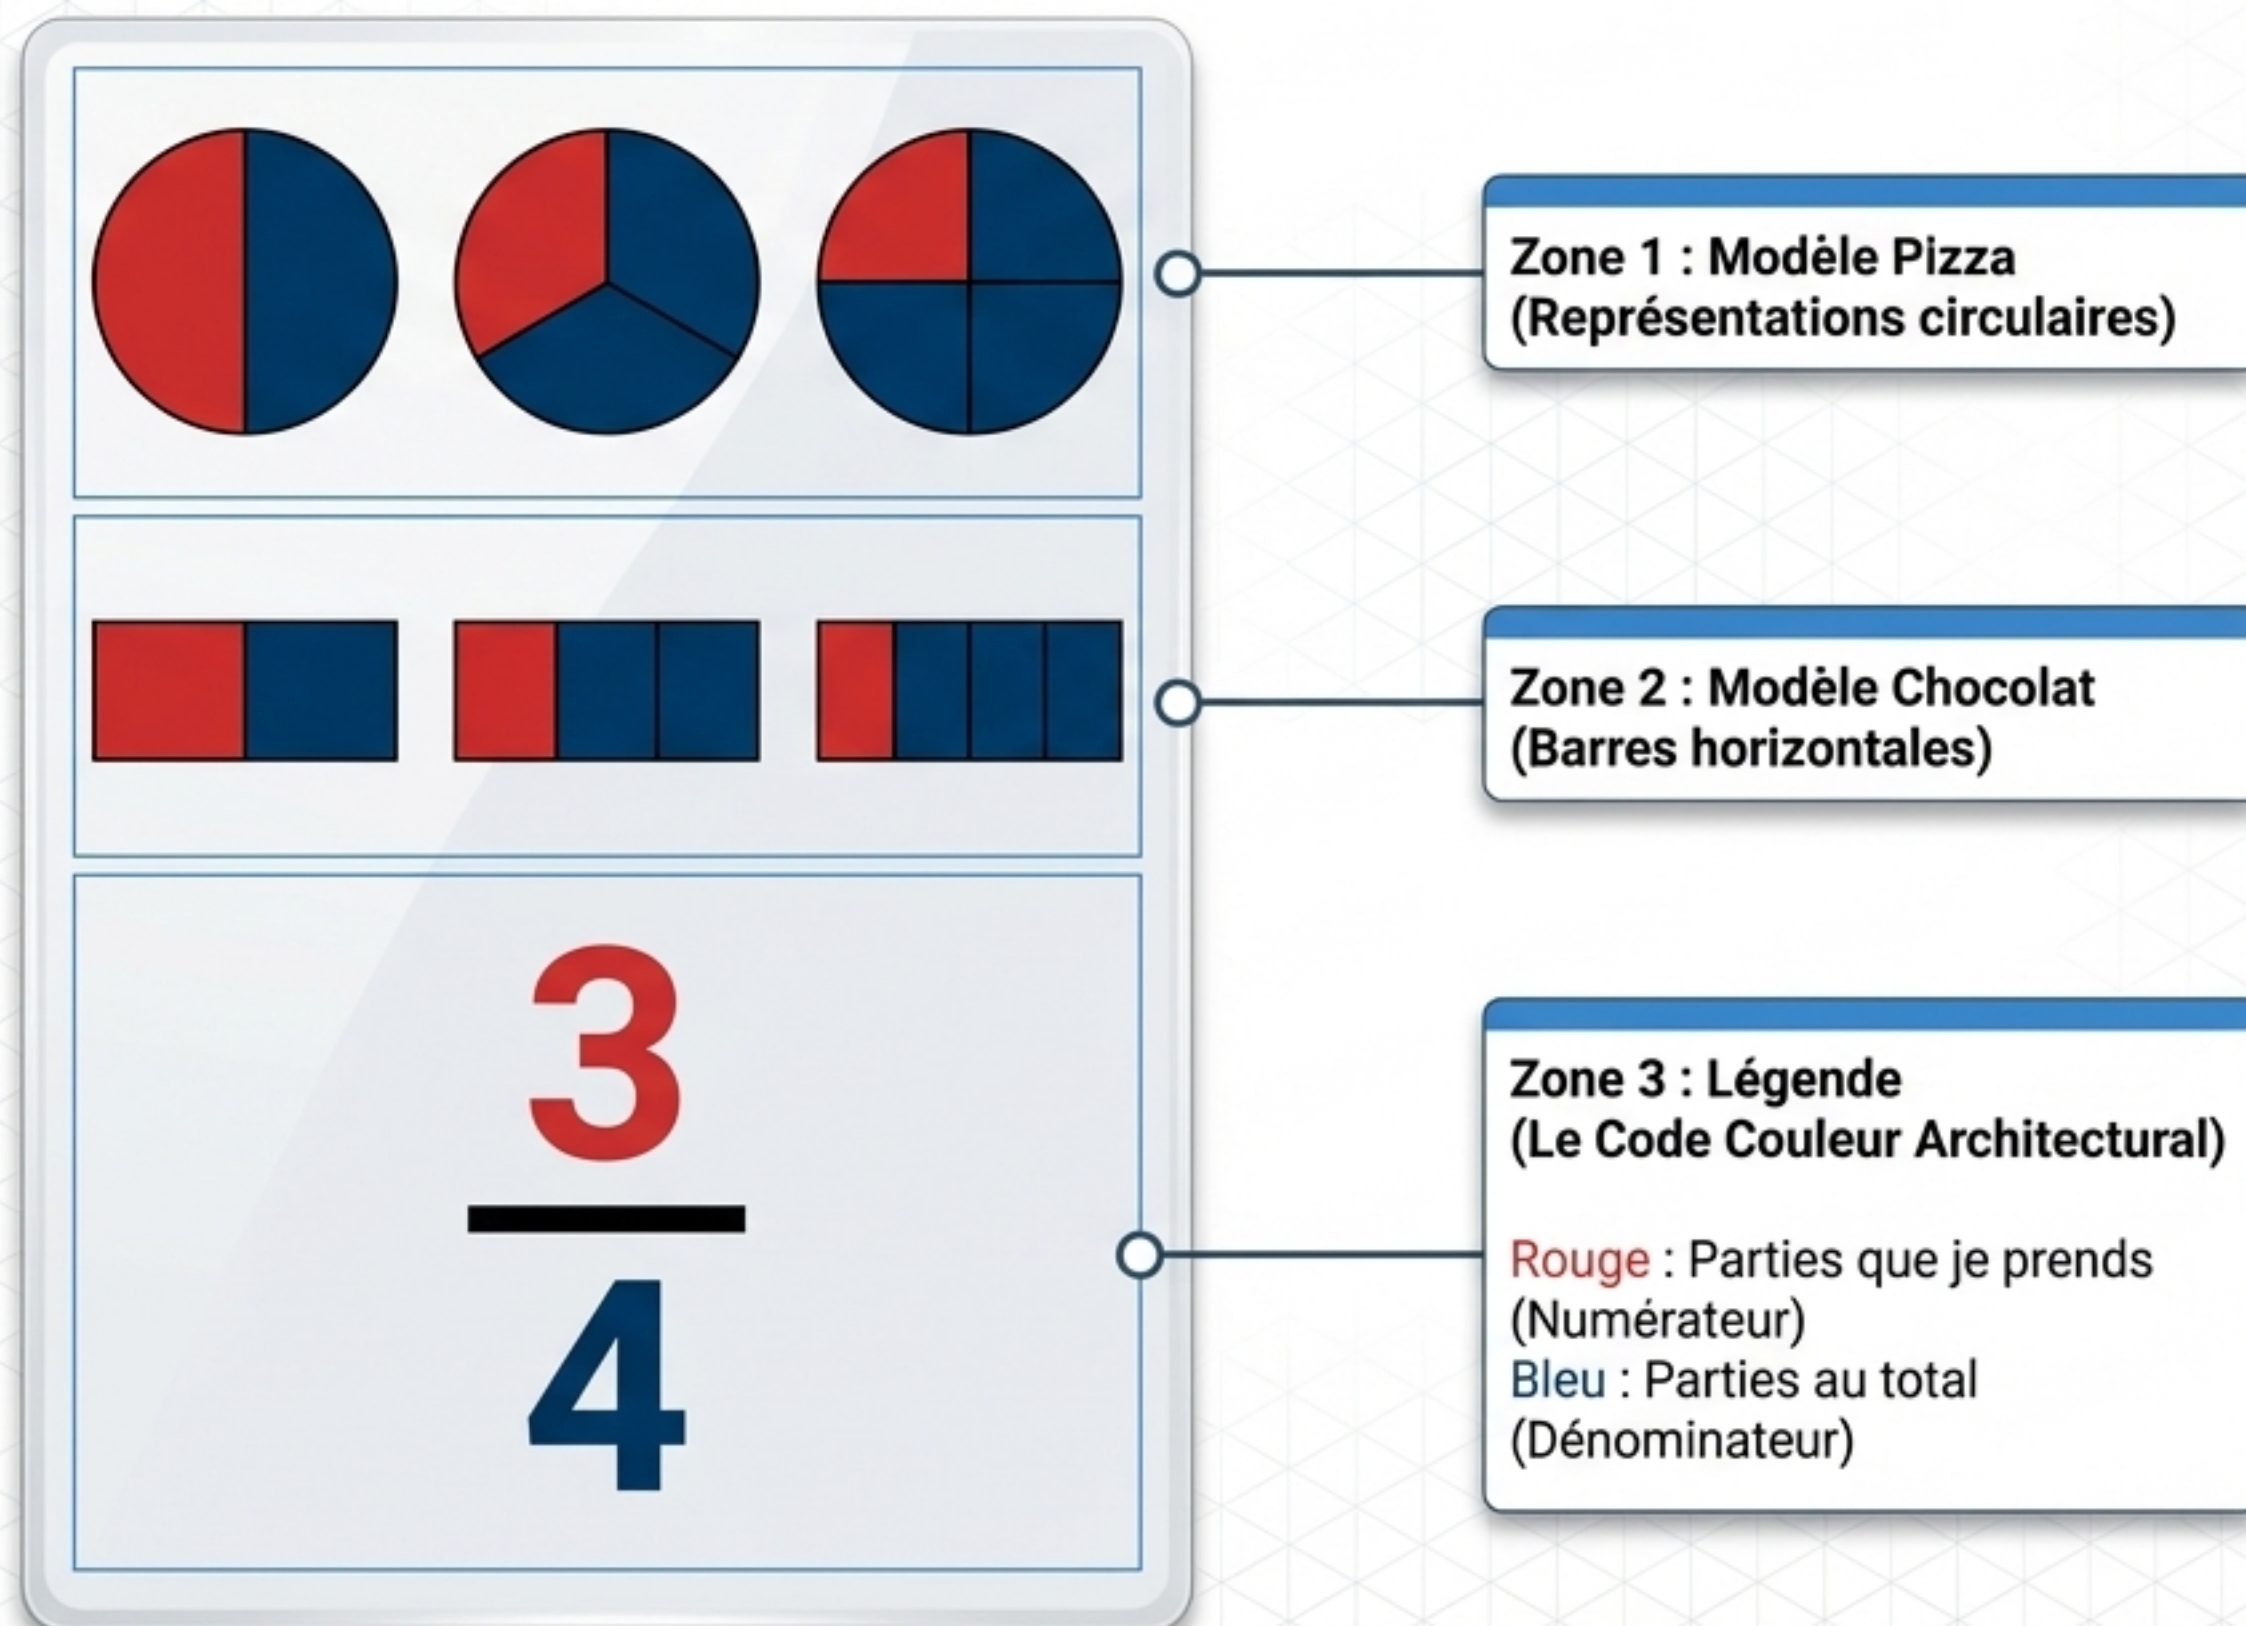 Zone 1 : Modèle Pizza
(Représentations circulaires)
Zone 2 : Modèle Chocolat
(Barres horizontales)
3
4
Zone 3 : Légende
(Le Code Couleur Architectural)
Rouge : Parties que je prends
(Numérateur)
Bleu : Parties au total
(Dénominateur)